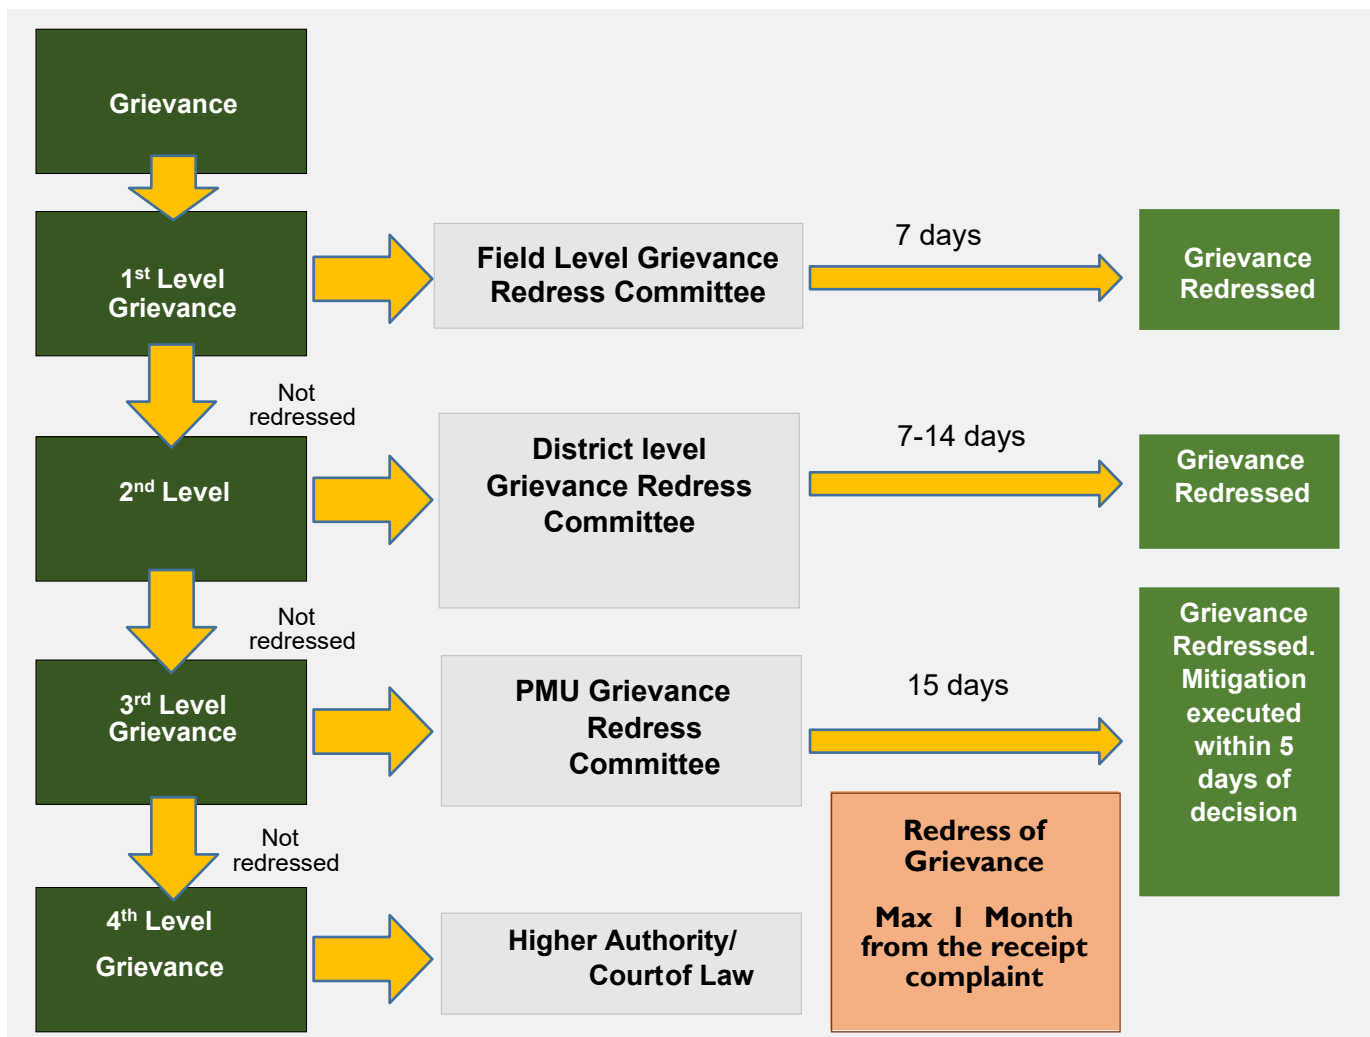 Grievance
1st Level
Grievance
Field Level Grievance
Redress Committee
7 days
Grievance
Redressed
Not
redressed
2nd Level
District level
Grievance Redress
Committee
7-14 days
Grievance
Redressed
Not
redressed
3rd Level
Grievance
PMU Grievance
Redress
Committee
15 days
Grievance
Redressed.
Mitigation
executed
within 5
days of
decision
Not
redressed
4th Level
Grievance
Higher Authority/
Courtof Law
Redress of
Grievance
Max 1 Month
from the receipt
complaint